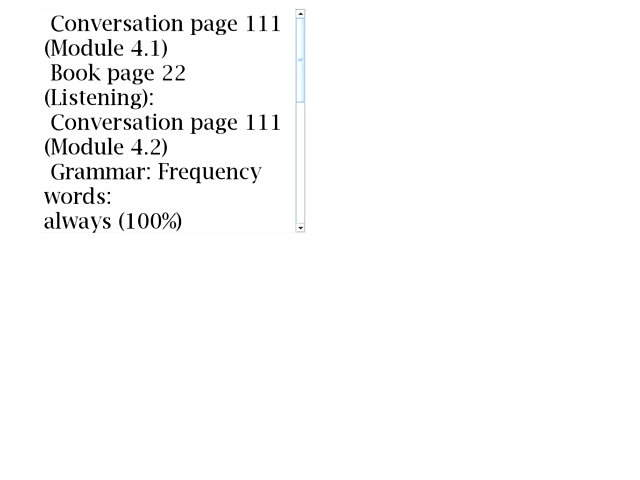 Conversation page 111
(Module 4.1)
Book page 22
(Listening):
Conversation page 111
(Module 4.2)
Grammar: Frequency
words:
always (100%)